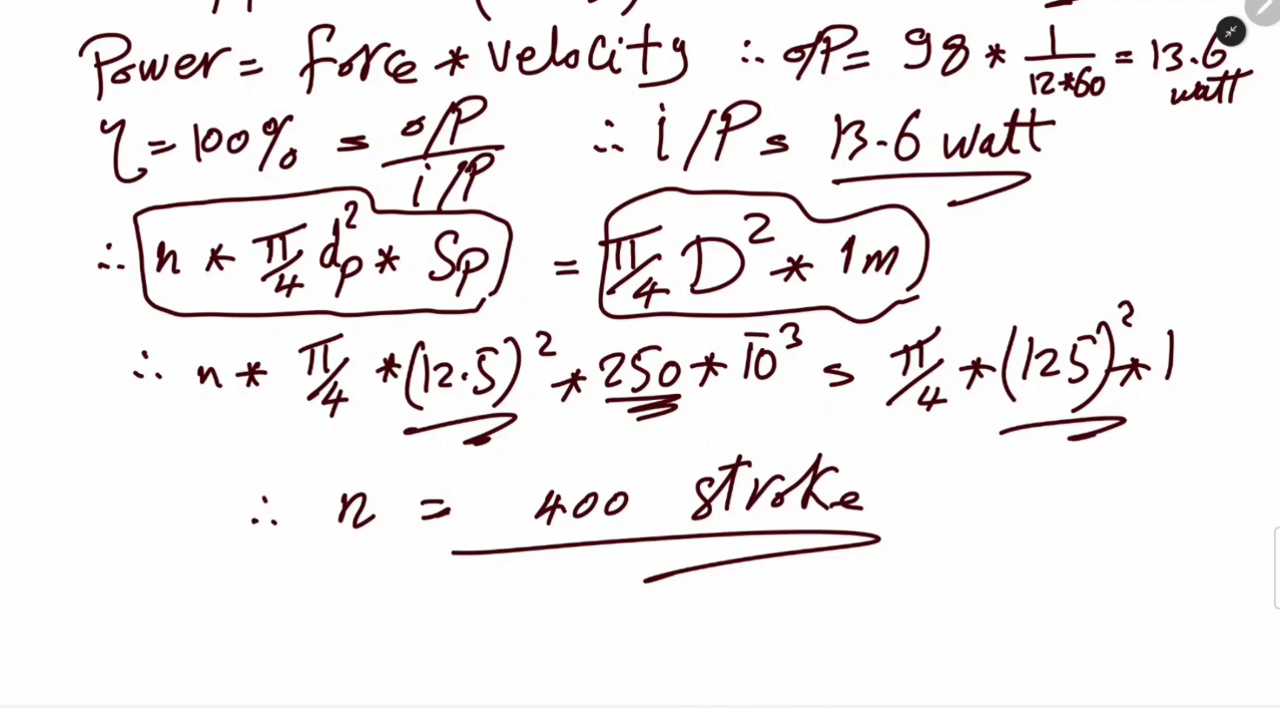 Power = force * velocity ∴ o/P = 98 * 1/(12*60) = 13.6 watt
η = 100% = (o/P)/(i/P) ∴ i/P = 13.6 watt
∴ n * π/4 dp² * Sp = π/4 D² * 1m
∴ n * π/4 * (12.5)² * 250 * 10⁻³ = π/4 * (125)² * 1
∴ n = 400 stroke